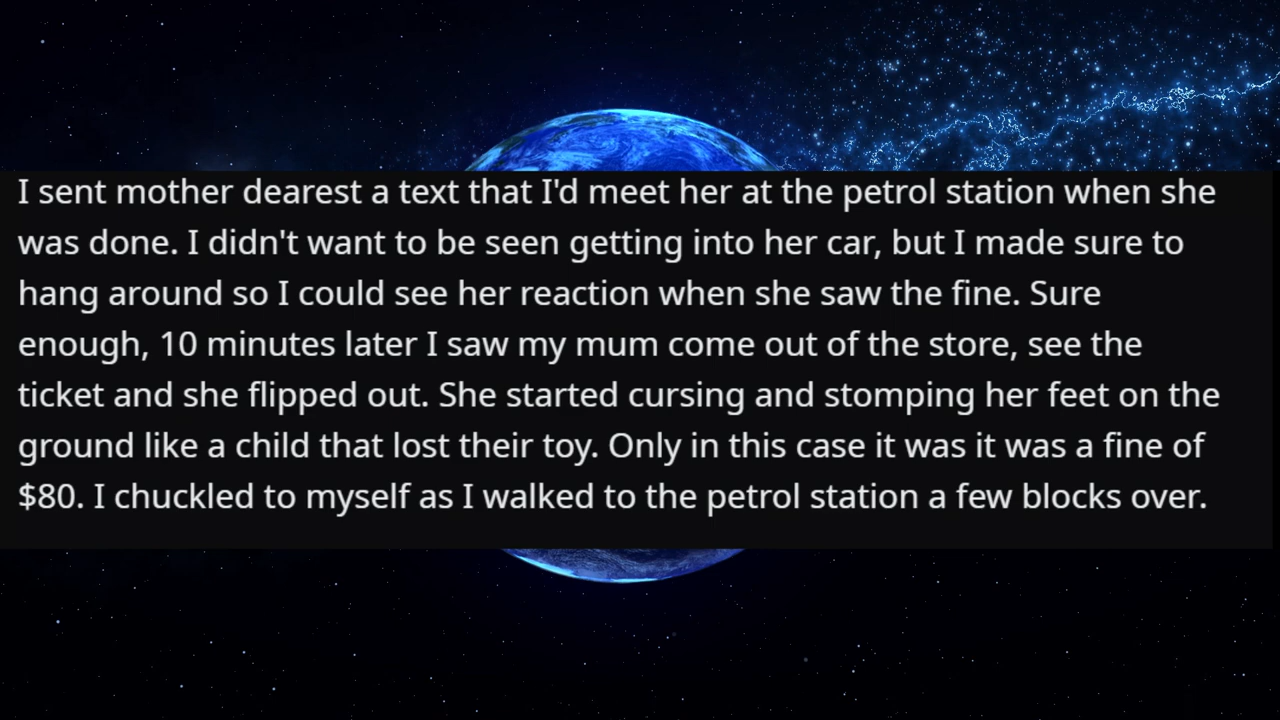 I sent mother dearest a text that I'd meet her at the petrol station when she
was done. I didn't want to be seen getting into her car, but I made sure to
hang around so I could see her reaction when she saw the fine. Sure
enough, 10 minutes later I saw my mum come out of the store, see the
ticket and she flipped out. She started cursing and stomping her feet on the
ground like a child that lost their toy. Only in this case it was it was a fine of
$80. I chuckled to myself as I walked to the petrol station a few blocks over.